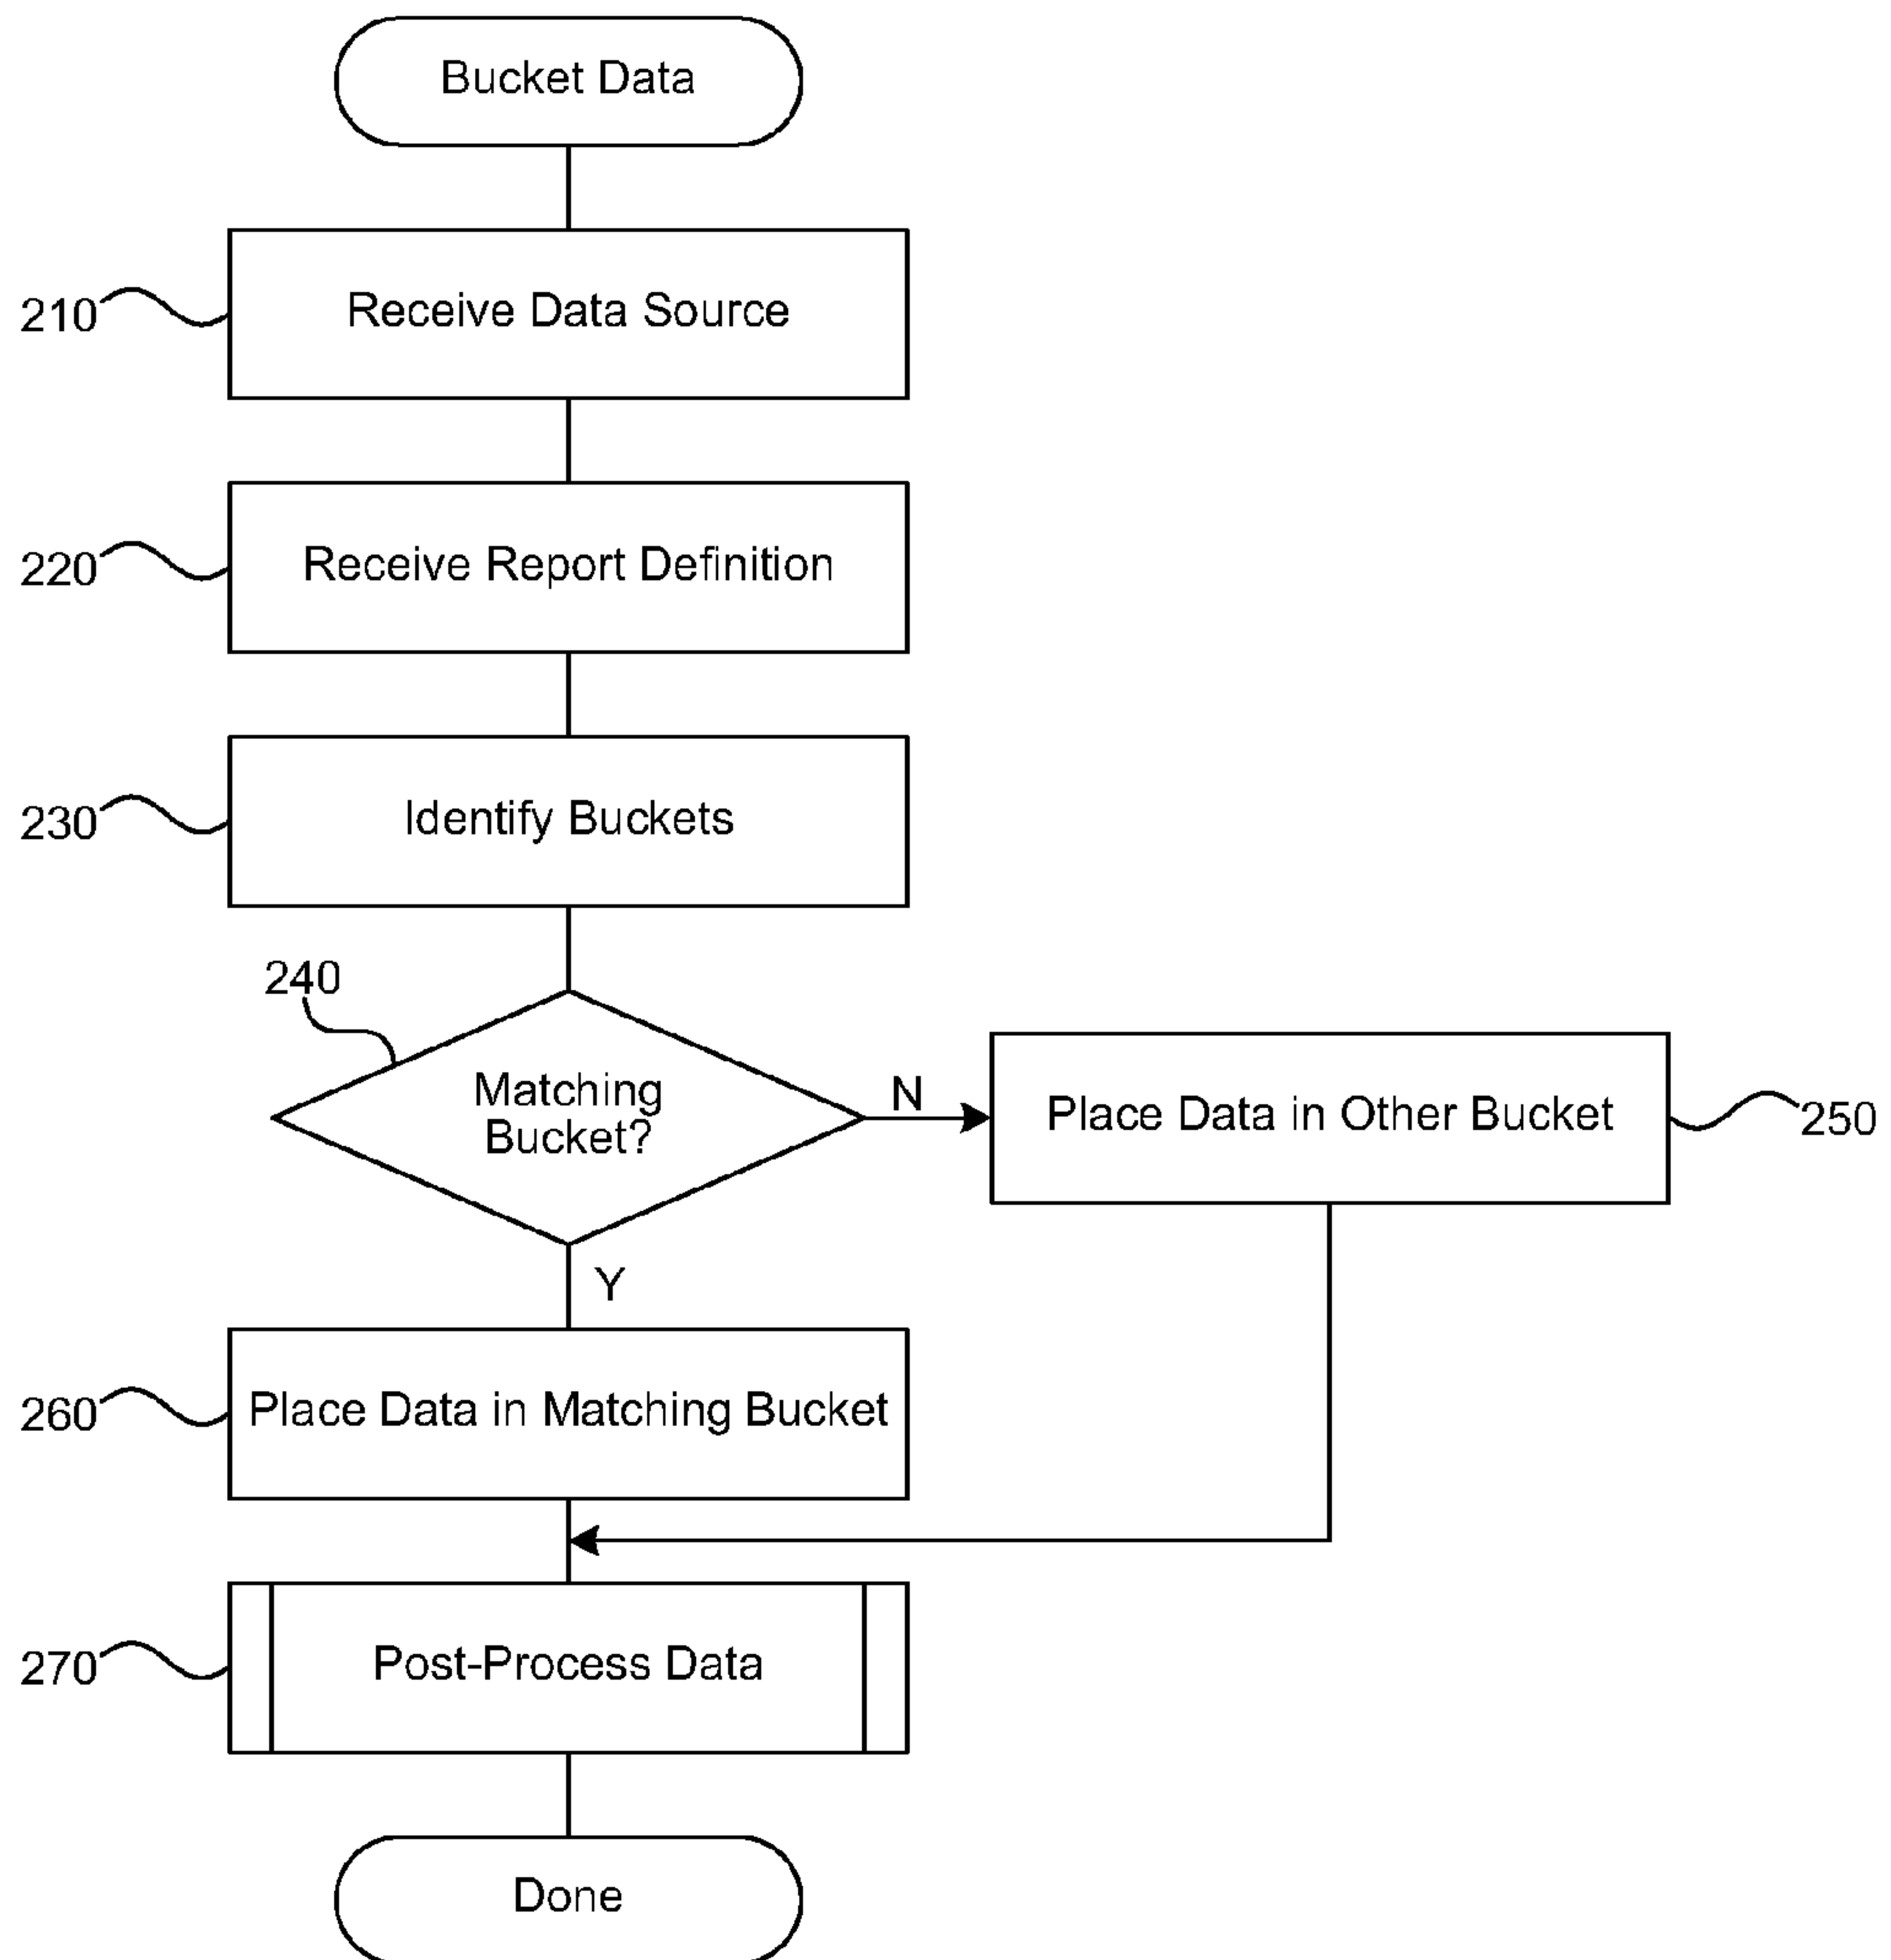 Bucket Data
210
Receive Data Source
220
Receive Report Definition
230
Identify Buckets
240
Matching
Bucket?
N
Place Data in Other Bucket
250
Y
260
Place Data in Matching Bucket
270
Post-Process Data
Done